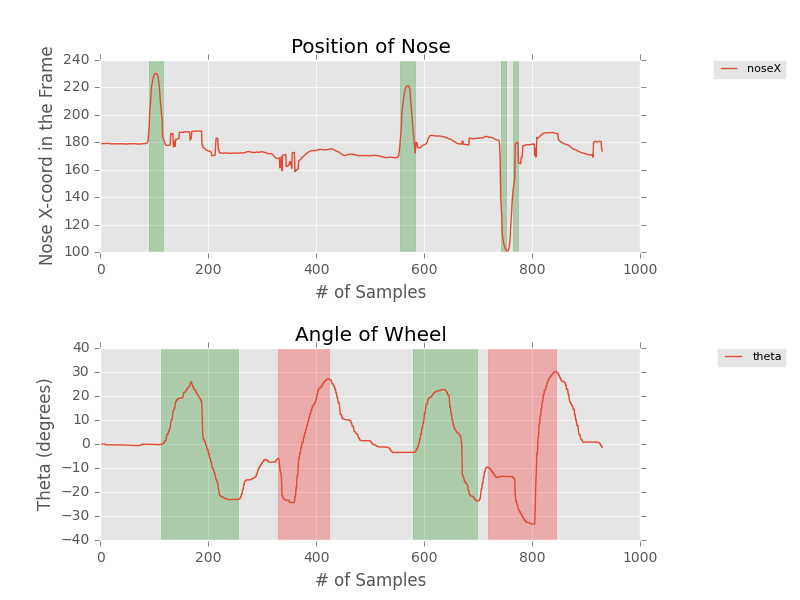 Position of Nose
240
220
200
180
160
140
120
100
Nose X-coord in the Frame
0 200 400 600 800 1000
# of Samples
noseX
Angle of Wheel
40
30
20
10
0
−10
−20
−30
−40
Theta (degrees)
0 200 400 600 800 1000
# of Samples
theta